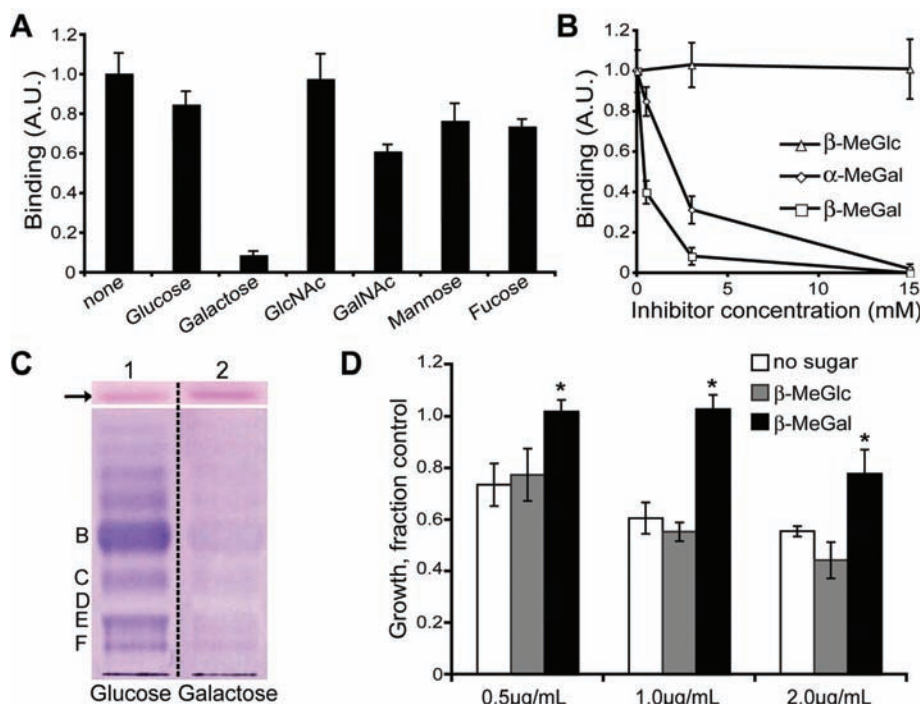 A
Binding (A.U.)
1.2
1.0
0.8
0.6
0.4
0.2
0
none
Glucose
Galactose
GlcNAc
GalNAc
Mannose
Fucose
B
Binding (A.U.)
1.2
1.0
0.8
0.6
0.4
0.2
0
β-MeGlc
α-MeGal
β-MeGal
0
5
10
15
Inhibitor concentration (mM)
C
1
2
B
C
D
E
F
Glucose
Galactose
D
Growth, fraction control
1.2
1.0
0.8
0.6
0.4
0.2
0
no sugar
β-MeGlc
β-MeGal
*
*
*
0.5µg/mL
1.0µg/mL
2.0µg/mL